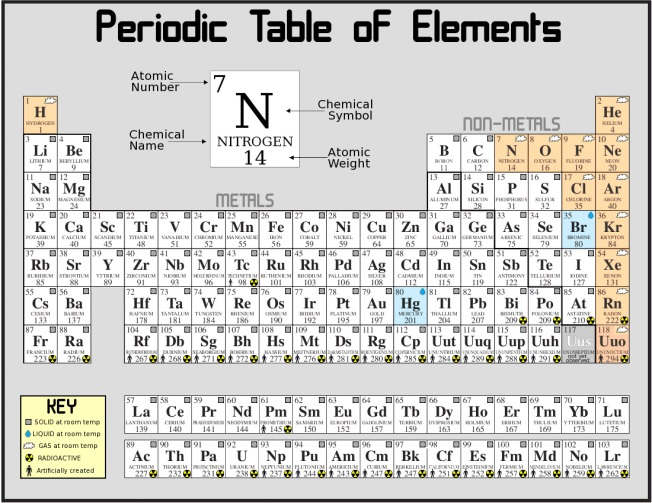 Periodic Table of Elements
Atomic Number
7
N
NITROGEN
14
Chemical Symbol
Chemical Name
Atomic Weight
METALS
NON-METALS
1 2
H He
HYDROGEN HELIUM
1 4
3 4 5 6 7 8 9 10
Li Be B C N O F Ne
LITHIUM BERYLLIUM BORON CARBON NITROGEN OXYGEN FLUORINE NEON
7 9 11 12 14 16 19 20
11 12 13 14 15 16 17 18
Na Mg Al Si P S Cl Ar
SODIUM MAGNESIUM ALUMINUM SILICON PHOSPHORUS SULFUR CHLORINE ARGON
23 24 27 28 31 32 35 40
19 20 21 22 23 24 25 26 27 28 29 30 31 32 33 34 35 36
K Ca Sc Ti V Cr Mn Fe Co Ni Cu Zn Ga Ge As Se Br Kr
POTASSIUM CALCIUM SCANDIUM TITANIUM VANADIUM CHROMIUM MANGANESE IRON COBALT NICKEL COPPER ZINC GALLIUM GERMANIUM ARSENIC SELENIUM BROMINE KRYPTON
39 40 45 48 51 52 55 56 59 59 64 65 70 73 75 79 80 84
37 38 39 40 41 42 43 44 45 46 47 48 49 50 51 52 53 54
Rb Sr Y Zr Nb Mo Tc Ru Rh Pd Ag Cd In Sn Sb Te I Xe
RUBIDIUM STRONTIUM YTTRIUM ZIRCONIUM NIOBIUM TECHNETIUM RUTHENIUM RHODIUM PALLADIUM SILVER CADMIUM INDIUM TIN ANTIMONY TELLURIUM IODINE XENON
85 88 89 91 93 96 98 101 103 106 108 112 115 119 122 128 127 131
55 56 72 73 74 75 76 77 78 79 80 81 82 83 84 85 86
Cs Ba Hf Ta W Re Os Ir Pt Au Hg Tl Pb Bi Po At Rn
CESIUM BARIUM HAFNIUM TANTALUM TUNGSTEN RHENIUM OSMIUM IRIDIUM PLATINUM GOLD MERCURY THALLIUM LEAD BISMUTH POLONIUM ASTATINE RADON
133 137 178 181 184 186 190 192 195 197 201 204 207 209 209 210 222
87 88 104 105 106 107 108 109 110 111 112 113 114 115 116 117 118
Fr Ra Rf Db Sg Bh Hs Mt Ds Rg Cp Uut Uuq Uup Uuh Uus Uuo
FRANCIUM RADIUM DUBNIUM BOHRIUM HASSIUM
not yet observed
223 226 267 268 271 272 277 276 281 280 285 284 289 288 291 294
KEY
SOLID at room temp
LIQUID at room temp
GAS at room temp
RADIOACTIVE
Artificially created
57 58 59 60 61 62 63 64 65 66 67 68 69 70 71
La Ce Pr Nd Pm Sm Eu Gd Tb Dy Ho Er Tm Yb Lu
LANTHANUM CERIUM NEODYMIUM SAMARIUM EUROPIUM GADOLINIUM TERBIUM DYSPROSIUM HOLMIUM ERBIUM THULIUM YTTERBIUM LUTETIUM
139 140 141 144 145 150 152 157 159 163 165 167 169 173 175
89 90 91 92 93 94 95 96 97 98 99 100 101 102 103
Ac Th Pa U Np Pu Am Cm Bk Cf Es Fm Md No Lr
ACTINIUM THORIUM URANIUM NEPTUNIUM PLUTONIUM AMERICIUM CURIUM BERKELIUM EINSTEINIUM FERMIUM NOBELIUM
227 232 231 238 237 244 243 247 247 251 252 257 258 259 262